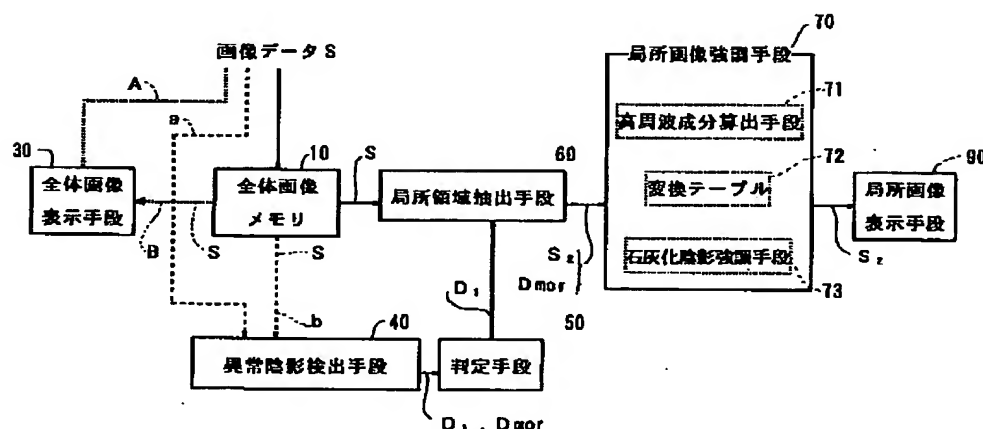 画像データ S
70
局所画像強調手段
71
高周波成分算出手段
72
変換テーブル
石灰化陰影強調手段
73
A
a
30
全体画像
表示手段
B
S
10
全体画像
メモリ
S
60
局所領域抽出手段
90
局所画像
表示手段
S₂
S₂
Dmor
D₁
50
S
b
40
異常陰影検出手段
判定手段
D₁ , Dmor